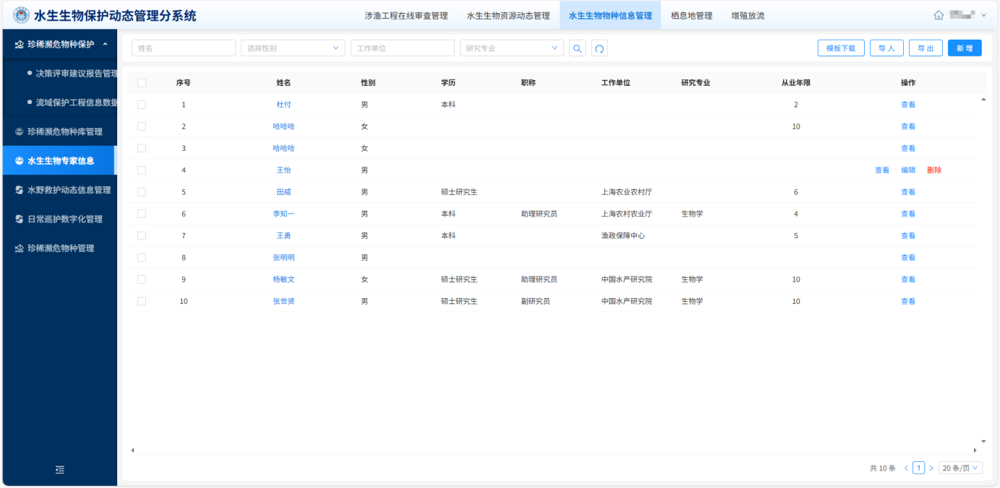 水生生物保护动态管理分系统 涉渔工程在线审查管理 水生生物资源动态管理 水生生物物种信息管理 栖息地管理 增殖放流
珍稀濒危物种保护
决策评审建议报告管理
流域保护工程信息数据
珍稀濒危物种库管理
水生生物专家信息
水野救护动态信息管理
日常巡护数字化管理
珍稀濒危物种管理
姓名 选择性别 工作单位 研究专业 模板下载 导入 导出 新增
序号 姓名 性别 学历 职称 工作单位 研究专业 从业年限 操作
1 杜付 男 本科 2 查看
2 哈哈哈 女 10 查看
3 哈哈哈 女 查看
4 王怡 男 查看 编辑 删除
5 田威 男 硕士研究生 上海农业农村厅 6 查看
6 李知一 男 本科 助理研究员 上海农村农业厅 生物学 4 查看
7 王勇 男 本科 渔政保障中心 5 查看
8 张明明 男 查看
9 杨敏文 女 硕士研究生 助理研究员 中国水产研究院 生物学 10 查看
10 张世贤 男 硕士研究生 副研究员 中国水产研究院 生物学 10 查看
共 10 条 < 1 > 20 条/页